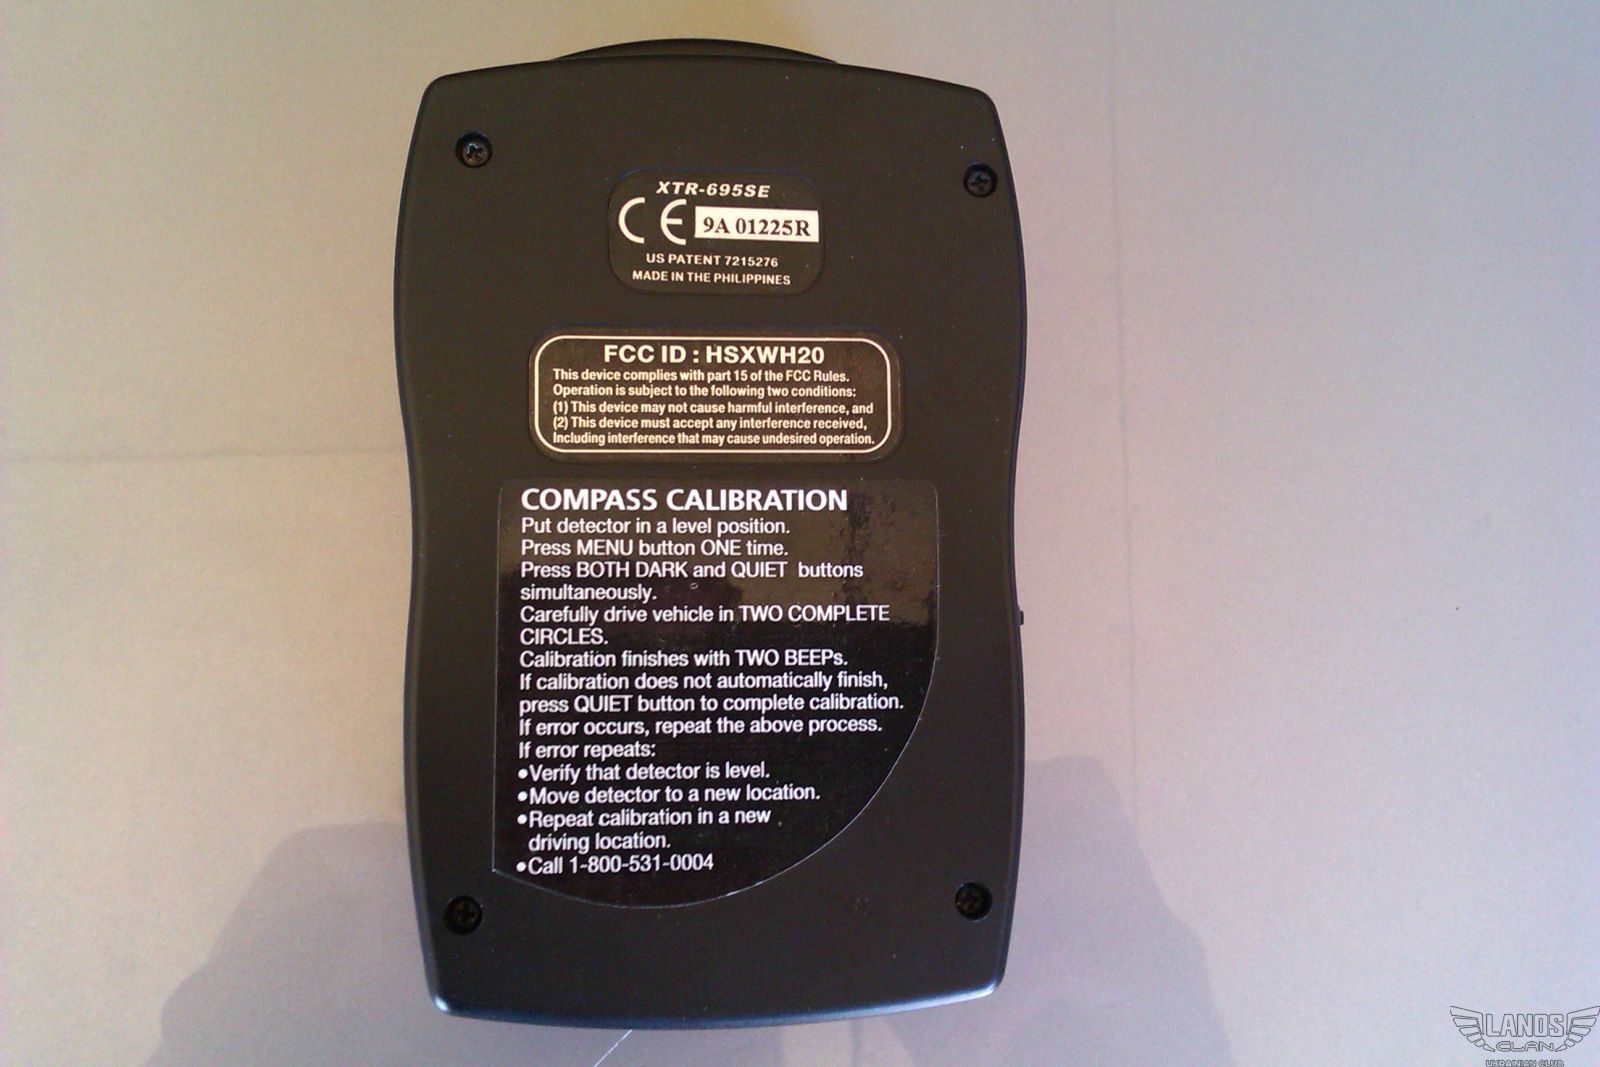 XTR-695SE
CE 9A 01225R
US PATENT 7215276
MADE IN THE PHILIPPINES
FCC ID : HSXWH20
This device complies with part 15 of the FCC Rules.
Operation is subject to the following two conditions:
(1) This device may not cause harmful interference, and
(2) This device must accept any interference received,
Including interference that may cause undesired operation.
COMPASS CALIBRATION
Put detector in a level position.
Press MENU button ONE time.
Press BOTH DARK and QUIET buttons
simultaneously.
Carefully drive vehicle in TWO COMPLETE
CIRCLES.
Calibration finishes with TWO BEEPs.
If calibration does not automatically finish,
press QUIET button to complete calibration.
If error occurs, repeat the above process.
If error repeats:
•Verify that detector is level.
•Move detector to a new location.
•Repeat calibration in a new
driving location.
•Call 1-800-531-0004
LANOS
CLAN
UKRAINIAN CLUB